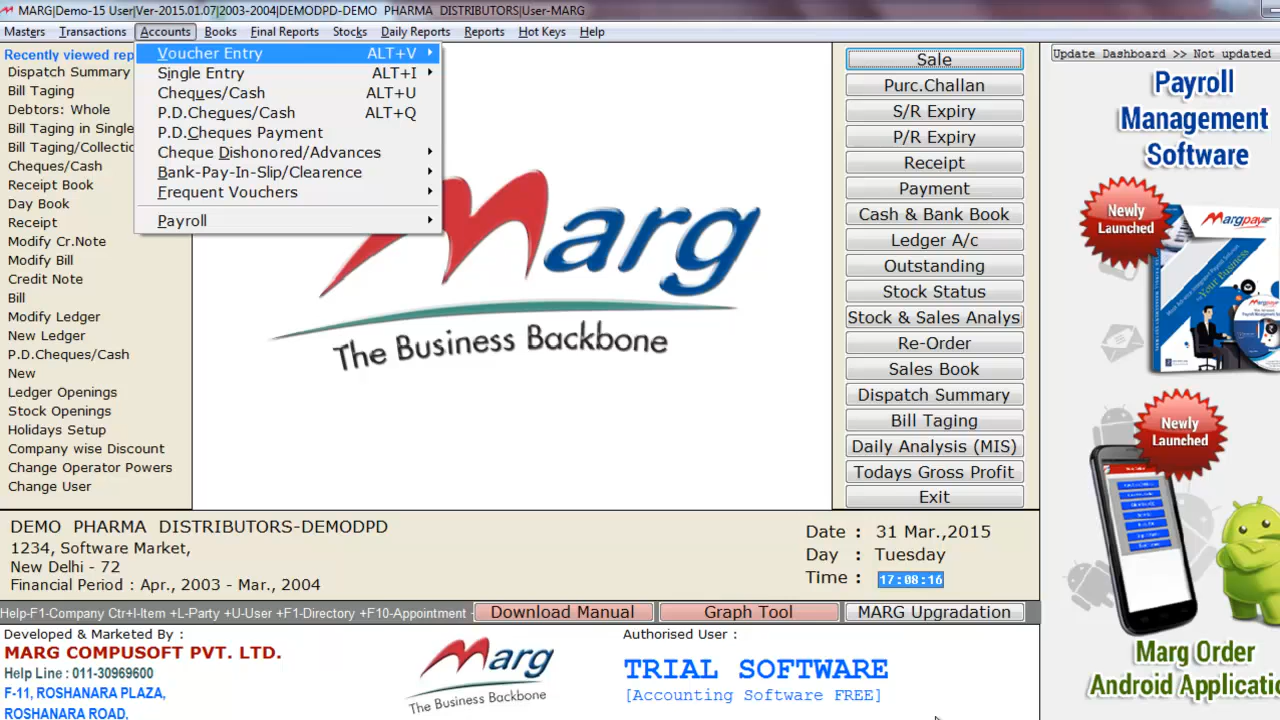 MARG|Demo-15 User|Ver-2015.01.07|2003-2004|DEMODPD-DEMO PHARMA DISTRIBUTORS|User-MARG
Masters Transactions Accounts Books Final Reports Stocks Daily Reports Reports Hot Keys Help
Recently viewed rep
Dispatch Summary
Bill Taging
Debtors: Whole
Bill Taging in Single
Bill Taging/Collectio
Cheques/Cash
Receipt Book
Day Book
Receipt
Modify Cr.Note
Modify Bill
Credit Note
Bill
Modify Ledger
New Ledger
P.D.Cheques/Cash
New
Ledger Openings
Stock Openings
Holidays Setup
Company wise Discount
Change Operator Powers
Change User
Voucher Entry ALT+V
Single Entry ALT+I
Cheques/Cash ALT+U
P.D.Cheques/Cash ALT+Q
P.D.Cheques Payment
Cheque Dishonored/Advances
Bank-Pay-In-Slip/Clearence
Frequent Vouchers
Payroll
marg
The Business Backbone
Sale
Purc.Challan
S/R Expiry
P/R Expiry
Receipt
Payment
Cash & Bank Book
Ledger A/c
Outstanding
Stock Status
Stock & Sales Analys
Re-Order
Sales Book
Dispatch Summary
Bill Taging
Daily Analysis (MIS)
Todays Gross Profit
Exit
Update Dashboard >> Not updated
Payroll
Management
Software
Newly
Launched
margpay
Newly
Launched
Marg Order
Android Applicatio
DEMO PHARMA DISTRIBUTORS-DEMODPD
1234, Software Market,
New Delhi - 72
Financial Period : Apr., 2003 - Mar., 2004
Date : 31 Mar.,2015
Day : Tuesday
Time : 17:08:16
Help-F1-Company Ctr+I-Item +L-Party +U-User +F1-Directory +F10-Appointment
Download Manual
Graph Tool
MARG Upgradation
Developed & Marketed By :
MARG COMPUSOFT PVT. LTD.
Help Line : 011-30969600
F-11, ROSHANARA PLAZA,
ROSHANARA ROAD,
marg
The Business Backbone
Authorised User :
TRIAL SOFTWARE
[Accounting Software FREE]